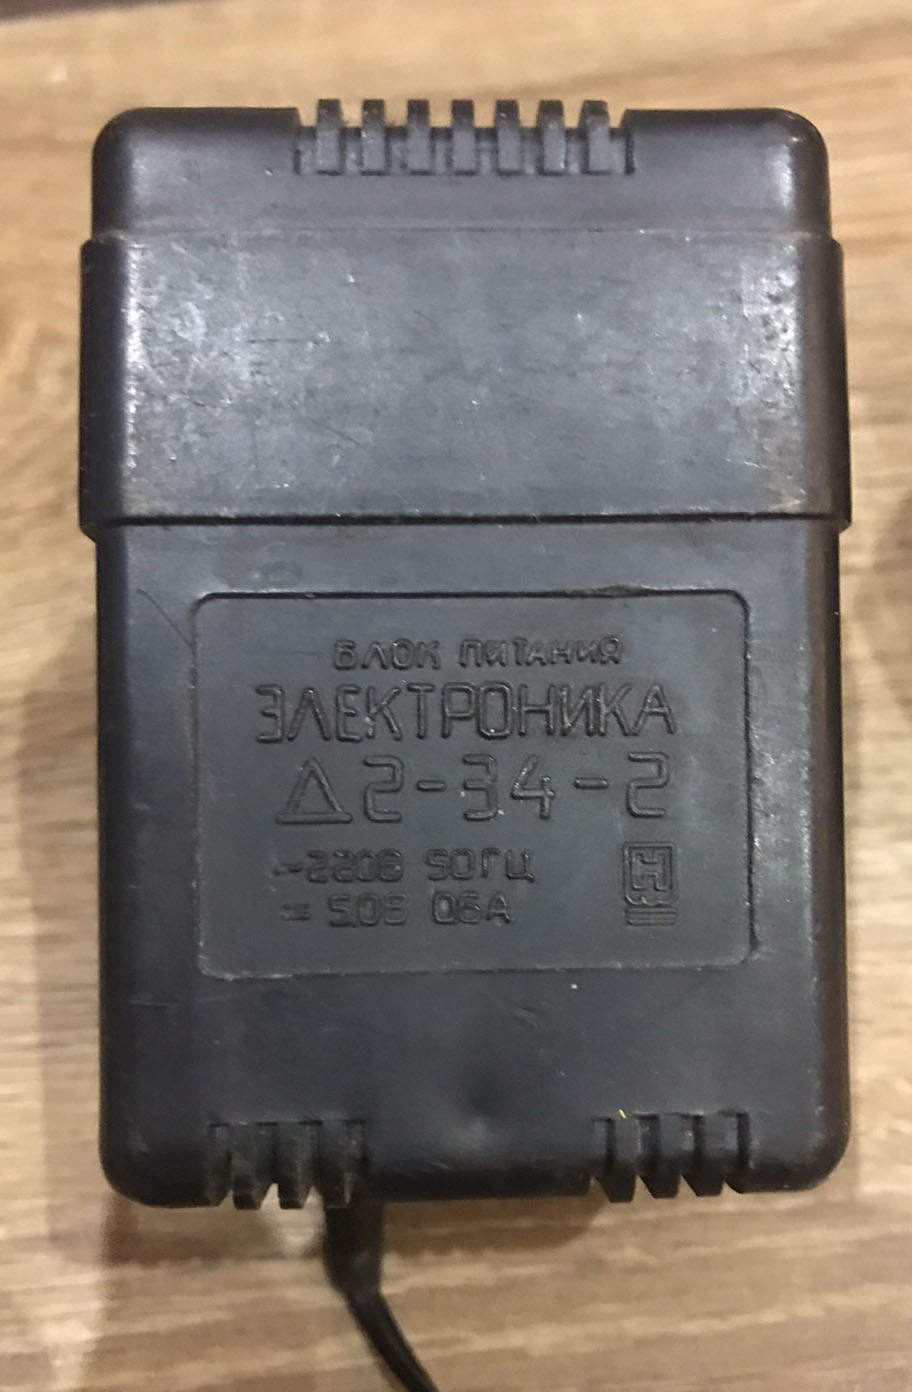 БЛОК ПИТАНИЯ
ЭЛЕКТРОНИКА
Д2-34-2
~220В 50ГЦ
= 5,0В 0,6А